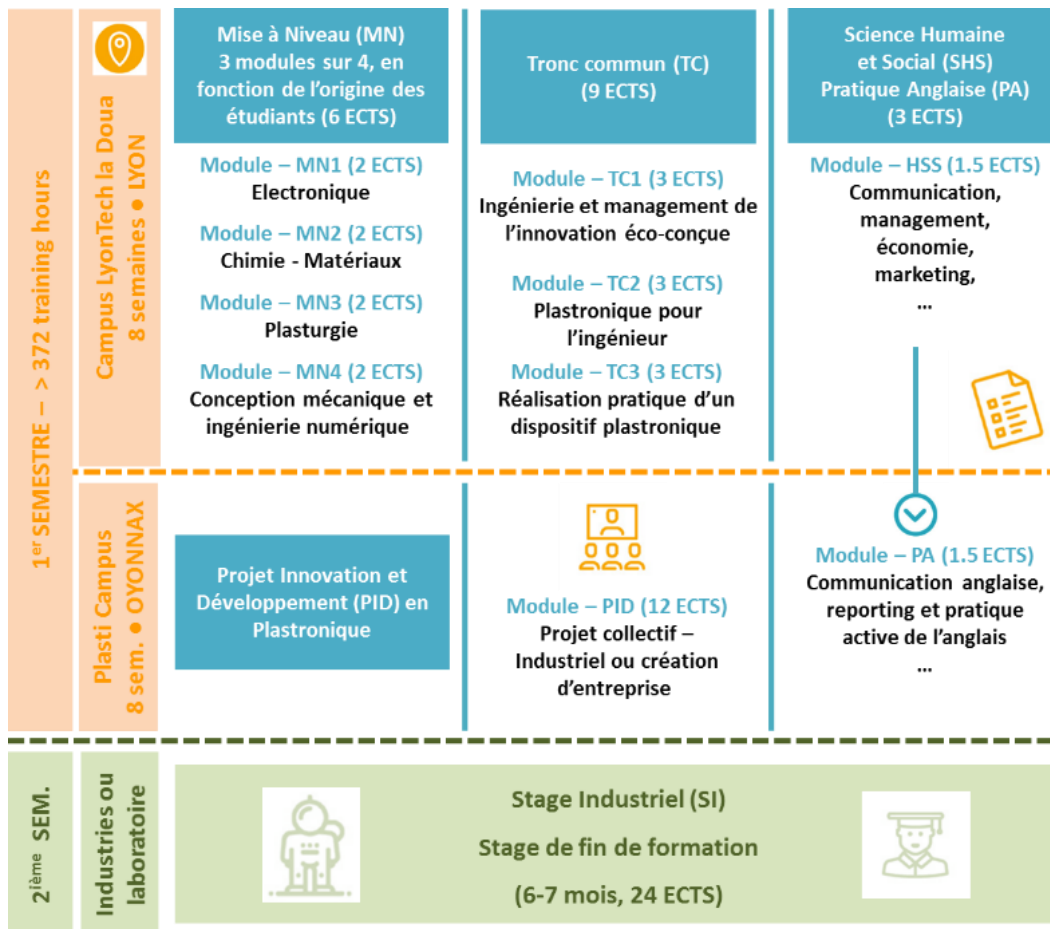 1er SEMESTRE – > 372 training hours
Campus LyonTech la Doua
8 semaines ● LYON
Mise à Niveau (MN)
3 modules sur 4, en
fonction de l'origine des
étudiants (6 ECTS)
Module – MN1 (2 ECTS)
Electronique
Module – MN2 (2 ECTS)
Chimie - Matériaux
Module – MN3 (2 ECTS)
Plasturgie
Module – MN4 (2 ECTS)
Conception mécanique et
ingénierie numérique
Tronc commun (TC)
(9 ECTS)
Module – TC1 (3 ECTS)
Ingénierie et management de
l'innovation éco-conçue
Module – TC2 (3 ECTS)
Plastronique pour
l'ingénieur
Module – TC3 (3 ECTS)
Réalisation pratique d'un
dispositif plastronique
Science Humaine
et Social (SHS)
Pratique Anglaise (PA)
(3 ECTS)
Module – HSS (1.5 ECTS)
Communication,
management,
économie,
marketing,
...
Plasti Campus
8 sem. ● OYONNAX
Projet Innovation et
Développement (PID) en
Plastronique
Module – PID (12 ECTS)
Projet collectif –
Industriel ou création
d'entreprise
Module – PA (1.5 ECTS)
Communication anglaise,
reporting et pratique
active de l'anglais
...
2ième SEM.
Industries ou
laboratoire
Stage Industriel (SI)
Stage de fin de formation
(6-7 mois, 24 ECTS)